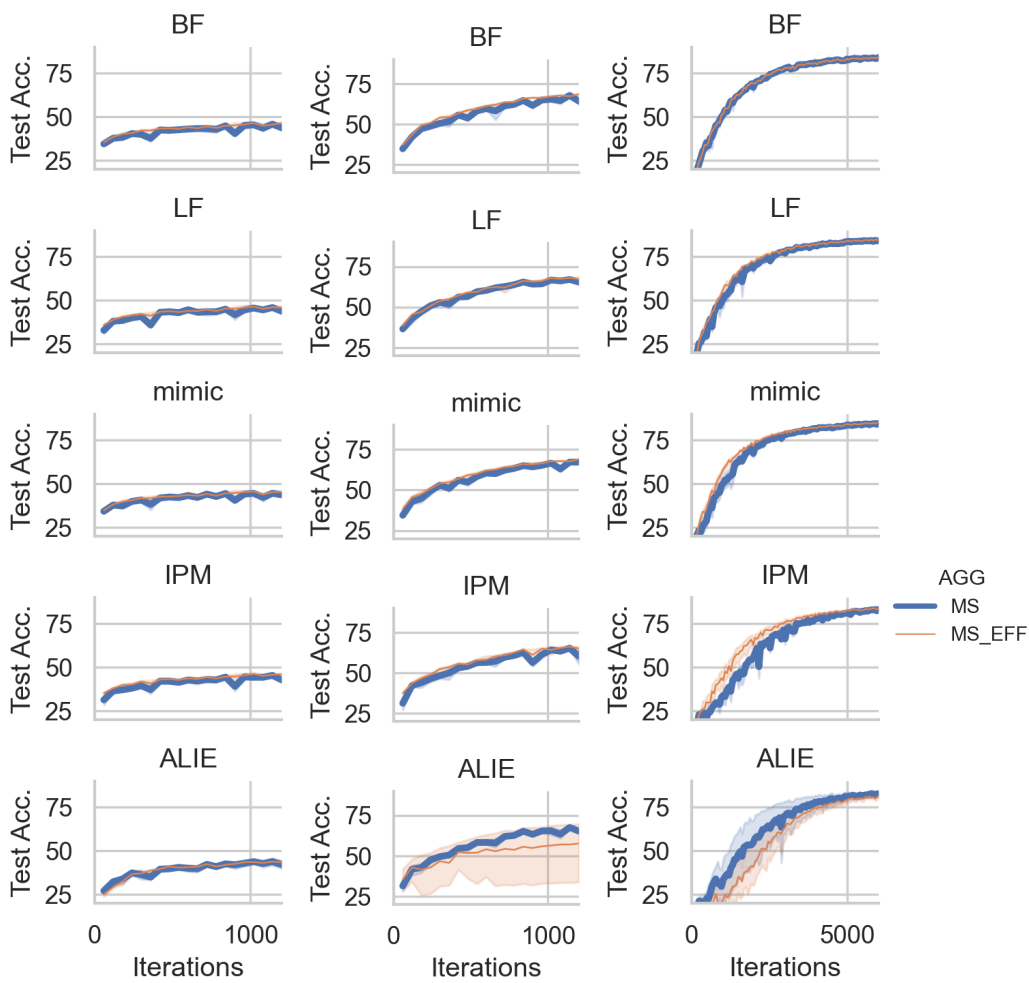 BF BF BF
Test Acc. 75 50 25
Test Acc. 75 50 25
Test Acc. 75 50 25
LF LF LF
Test Acc. 75 50 25
Test Acc. 75 50 25
Test Acc. 75 50 25
mimic mimic mimic
Test Acc. 75 50 25
Test Acc. 75 50 25
Test Acc. 75 50 25
IPM IPM IPM
Test Acc. 75 50 25
Test Acc. 75 50 25
Test Acc. 75 50 25
AGG
MS
MS_EFF
ALIE ALIE ALIE
Test Acc. 75 50 25
Test Acc. 75 50 25
Test Acc. 75 50 25
0 1000 0 1000 0 5000
Iterations Iterations Iterations